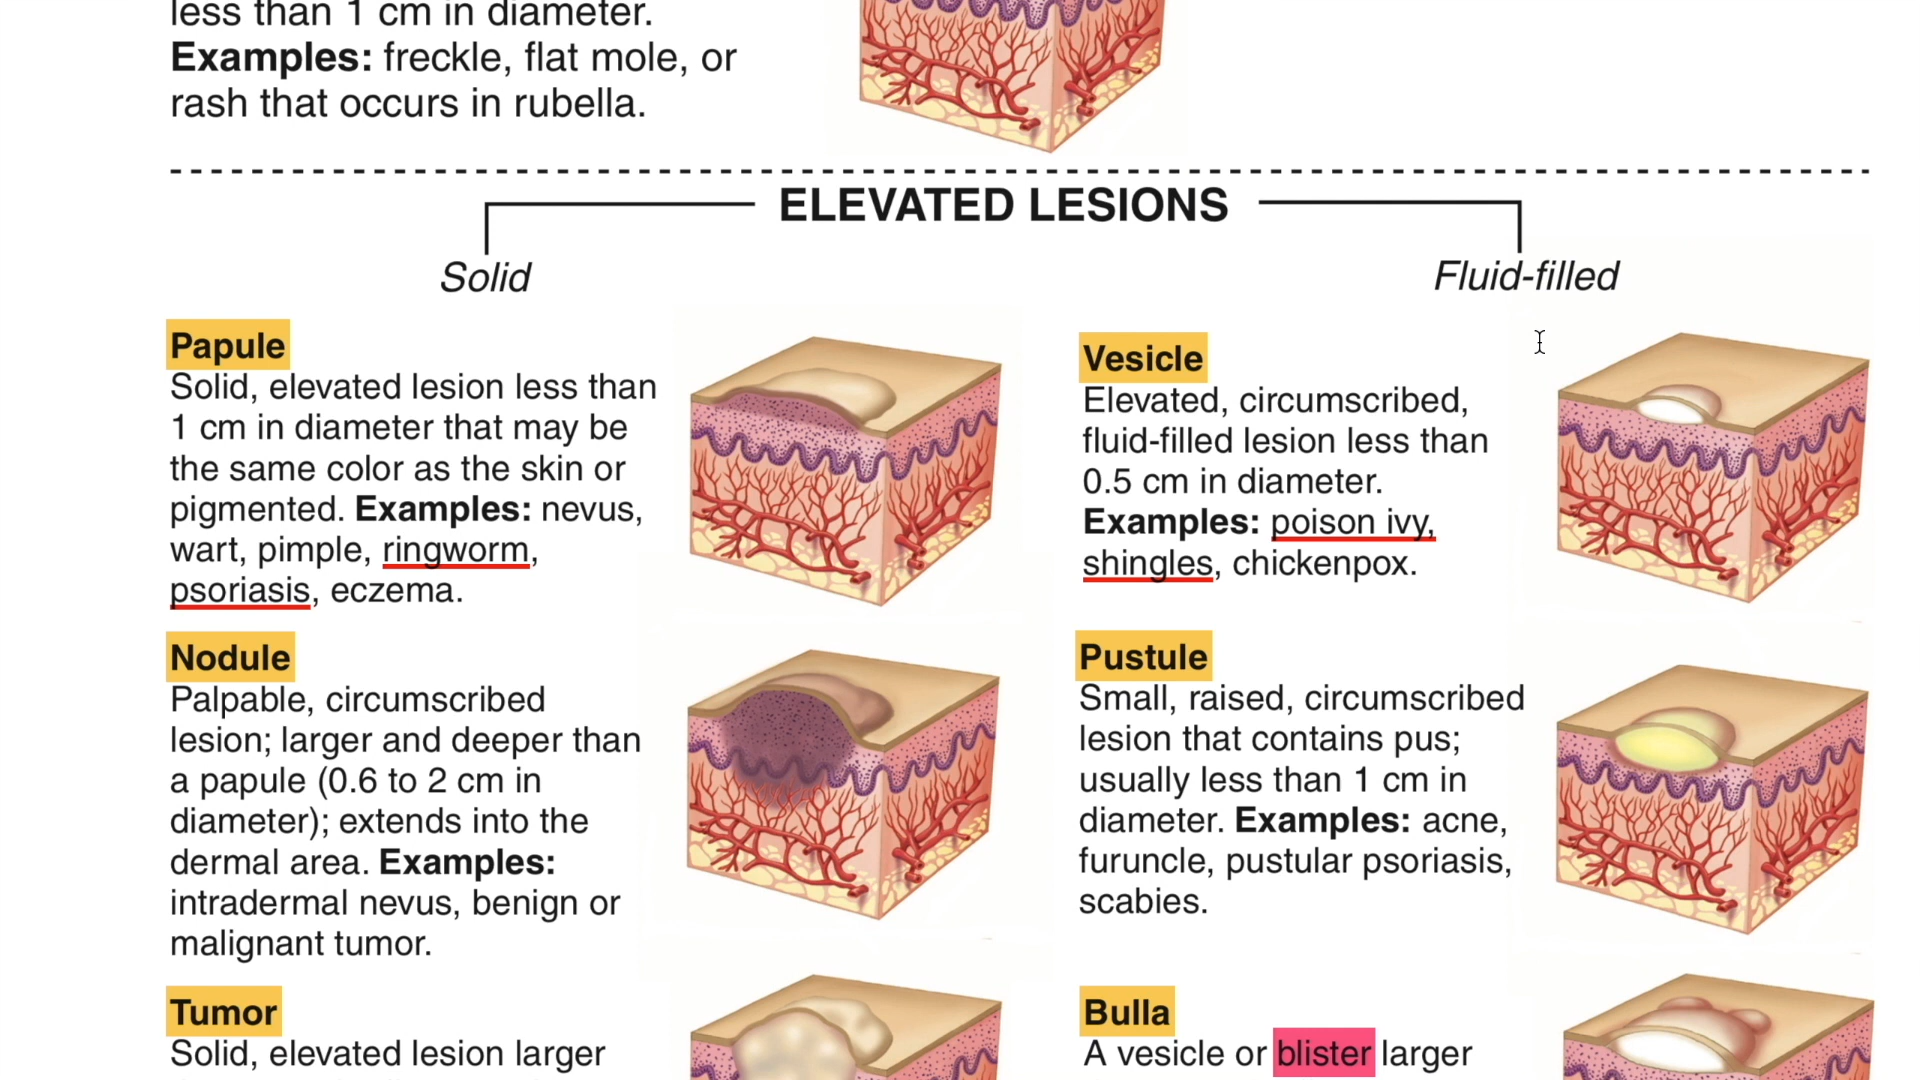 less than 1 cm in diameter.
Examples: freckle, flat mole, or
rash that occurs in rubella.
ELEVATED LESIONS
Solid
Fluid-filled
Papule
Solid, elevated lesion less than
1 cm in diameter that may be
the same color as the skin or
pigmented. Examples: nevus,
wart, pimple, ringworm,
psoriasis, eczema.
Vesicle
Elevated, circumscribed,
fluid-filled lesion less than
0.5 cm in diameter.
Examples: poison ivy,
shingles, chickenpox.
Nodule
Palpable, circumscribed
lesion; larger and deeper than
a papule (0.6 to 2 cm in
diameter); extends into the
dermal area. Examples:
intradermal nevus, benign or
malignant tumor.
Pustule
Small, raised, circumscribed
lesion that contains pus;
usually less than 1 cm in
diameter. Examples: acne,
furuncle, pustular psoriasis,
scabies.
Tumor
Solid, elevated lesion larger
Bulla
A vesicle or blister larger